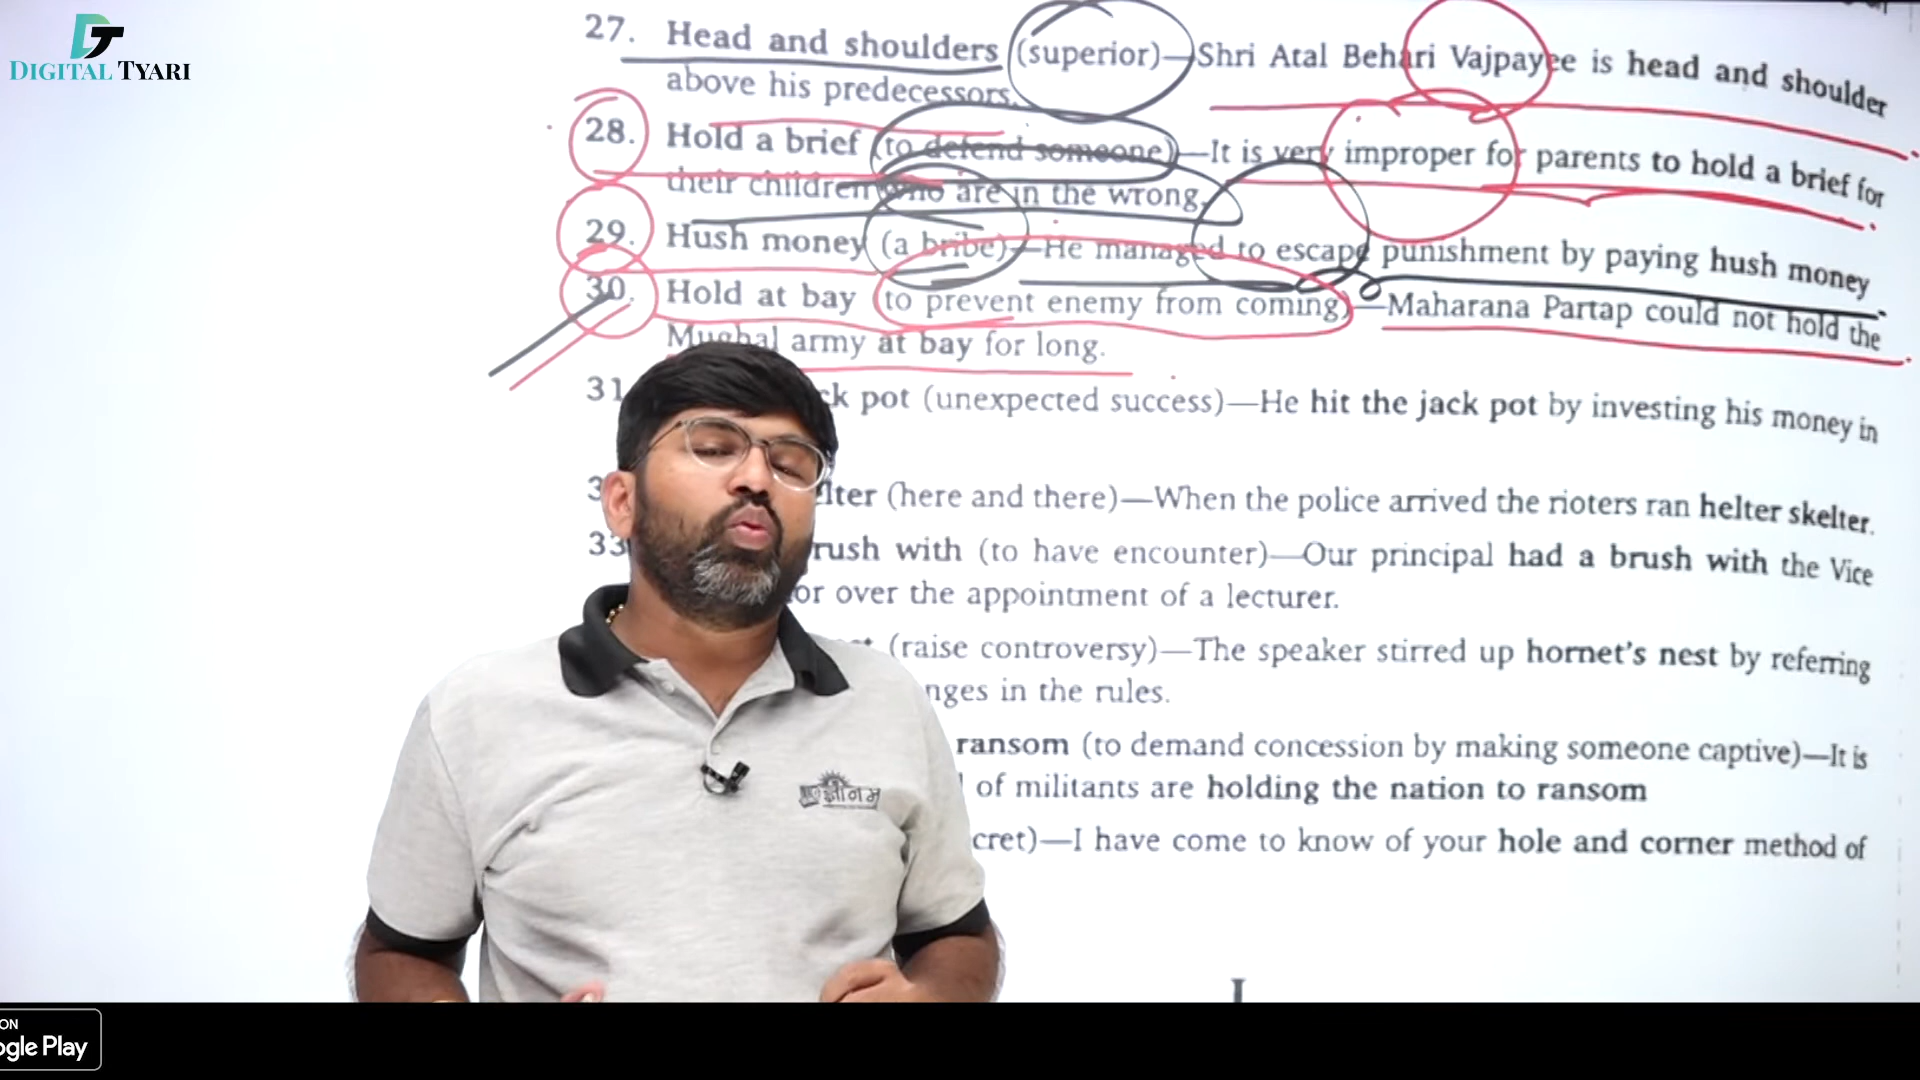 DIGITAL TYARI
27. Head and shoulders (superior)—Shri Atal Behari Vajpayee is head and shoulder
above his predecessors.
28. Hold a brief (to defend someone)—It is very improper for parents to hold a brief for
their children who are in the wrong.
29. Hush money (a bribe)—He managed to escape punishment by paying hush money
30. Hold at bay (to prevent enemy from coming)—Maharana Partap could not hold the
Mughal army at bay for long.
31 ck pot (unexpected success)—He hit the jack pot by investing his money in
3 lter (here and there)—When the police arrived the rioters ran helter skelter.
33 rush with (to have encounter)—Our principal had a brush with the Vice
or over the appointment of a lecturer.
(raise controversy)—The speaker stirred up hornet's nest by referring
nges in the rules.
ransom (to demand concession by making someone captive)—It is
of militants are holding the nation to ransom
cret)—I have come to know of your hole and corner method of
ON
ogle Play